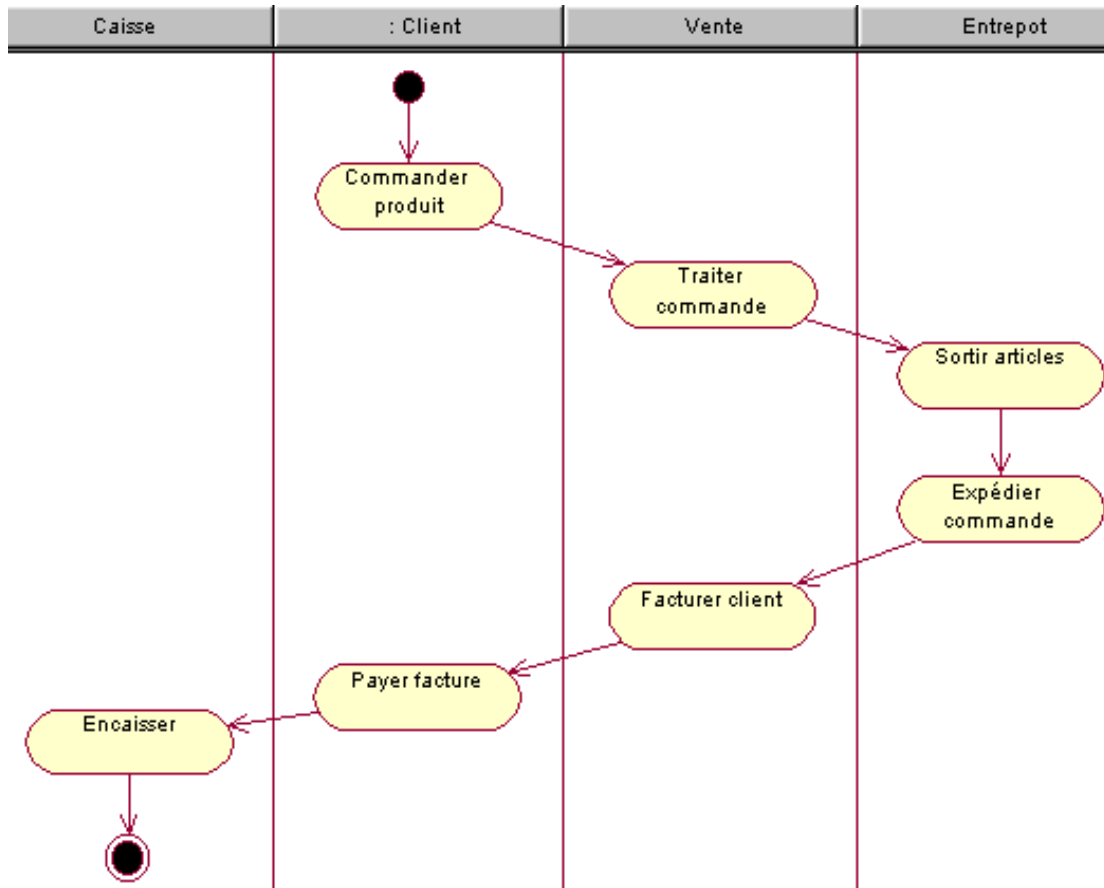 Caisse
: Client
Vente
Entrepot
Commander
produit
Traiter
commande
Sortir articles
Expédier
commande
Facturer client
Payer facture
Encaisser